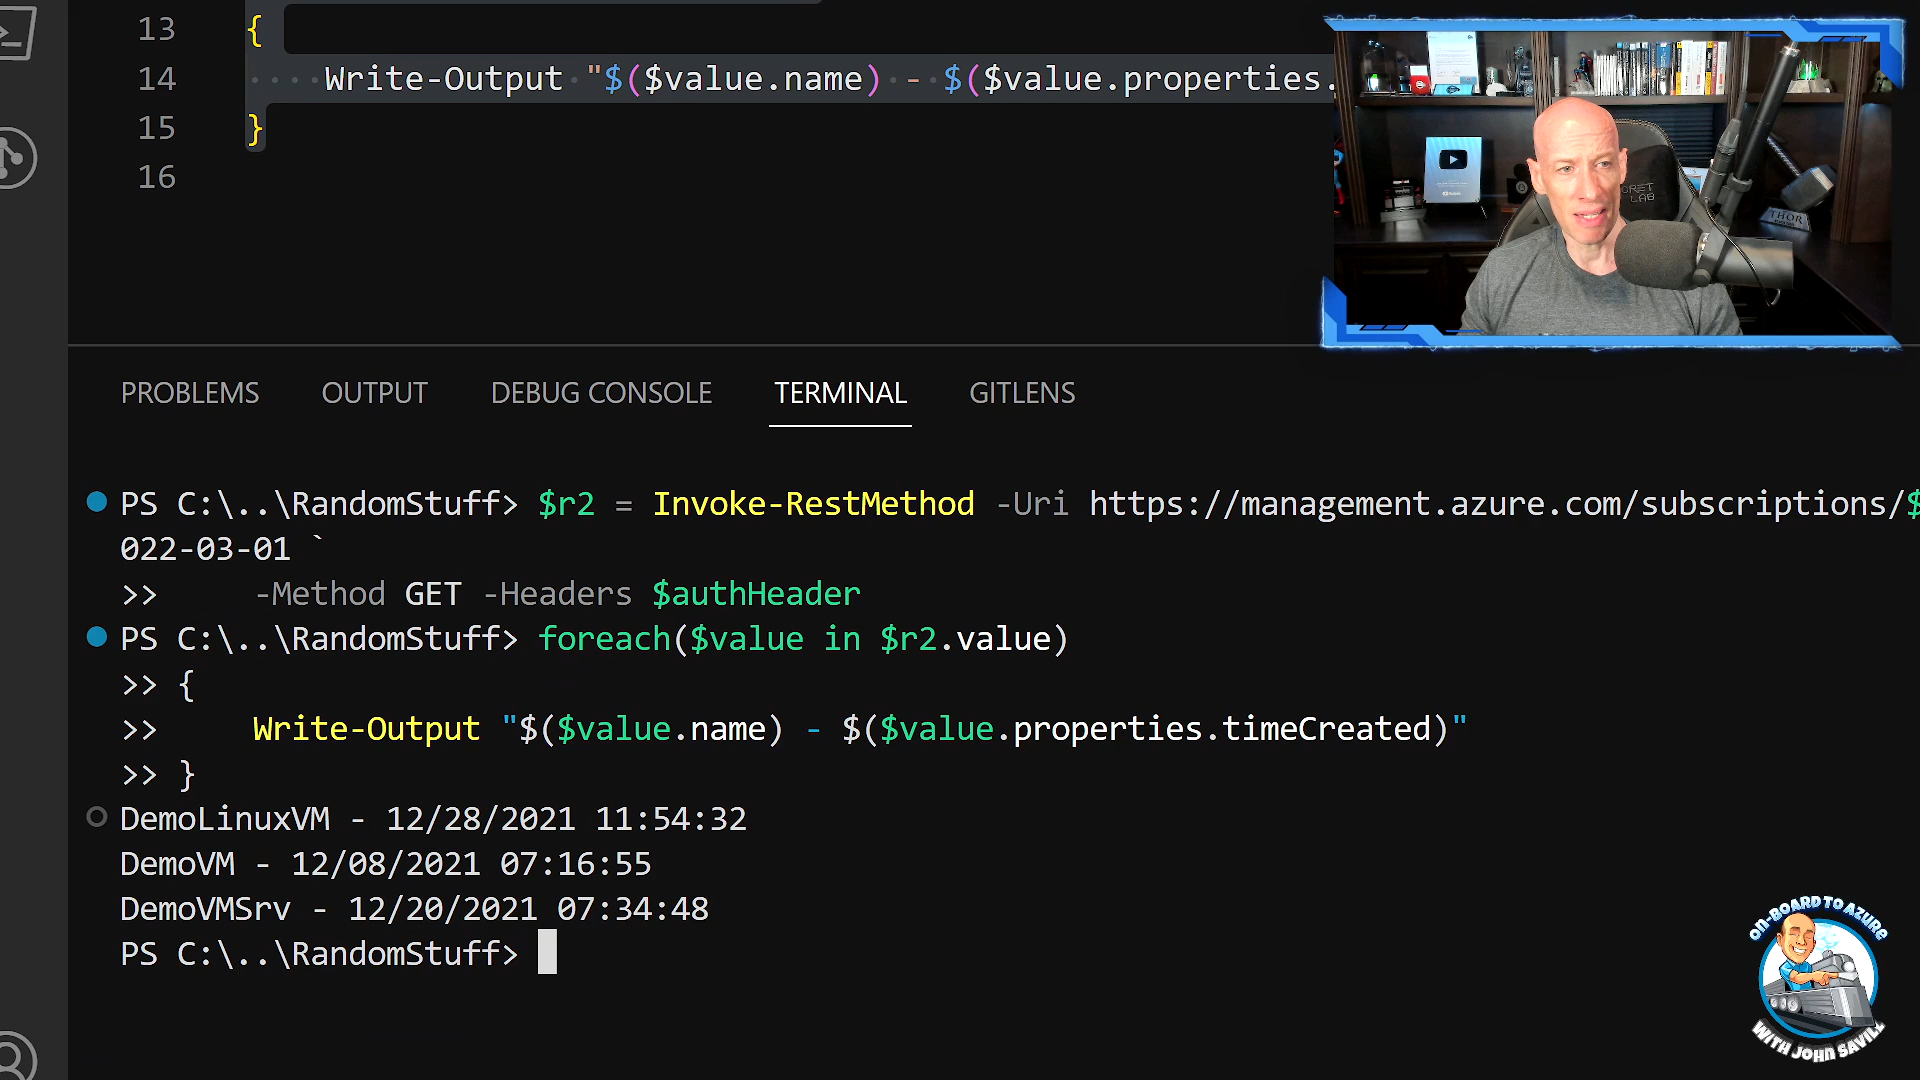 13 {
14 ···· Write-Output·"$($value.name) - $($value.properties.
15 }
16
ORET
LAB
THOR
PROBLEMS OUTPUT DEBUG CONSOLE TERMINAL GITLENS
PS C:\..\RandomStuff> $r2 = Invoke-RestMethod -Uri https://management.azure.com/subscriptions/$
022-03-01 `
>> -Method GET -Headers $authHeader
PS C:\..\RandomStuff> foreach($value in $r2.value)
>> {
>> Write-Output "$($value.name) - $($value.properties.timeCreated)"
>> }
DemoLinuxVM - 12/28/2021 11:54:32
DemoVM - 12/08/2021 07:16:55
DemoVMSrv - 12/20/2021 07:34:48
PS C:\..\RandomStuff>
ON-BOARD TO AZURE
WITH JOHN SAVILL